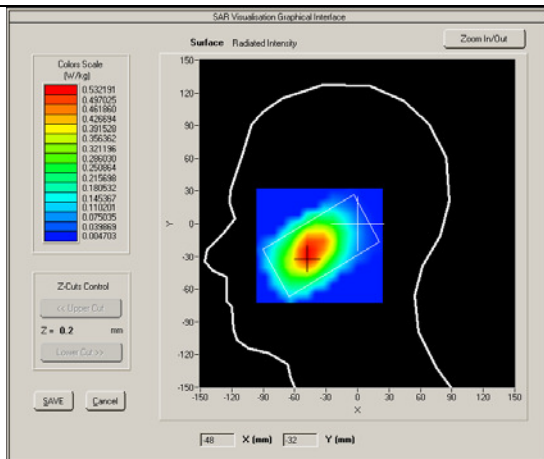 SAR Visualisation Graphical Interface
Surface Radiated Intensity
Zoom In/Out
Colors Scale
(W/kg)
0.532191
0.497025
0.461860
0.426694
0.391528
0.356362
0.321196
0.286030
0.250864
0.215698
0.180532
0.145367
0.110201
0.075035
0.039869
0.004703
Z-Cuts Control
<< Upper Cut
Z = 0.2 mm
Lower Cut >>
SAVE Cancel
150
120
90
60
30
0
-30
-60
-90
-120
-150
Y
-150 -120 -90 -60 -30 0 30 60 90 120 150
X
-48 X (mm) -32 Y (mm)